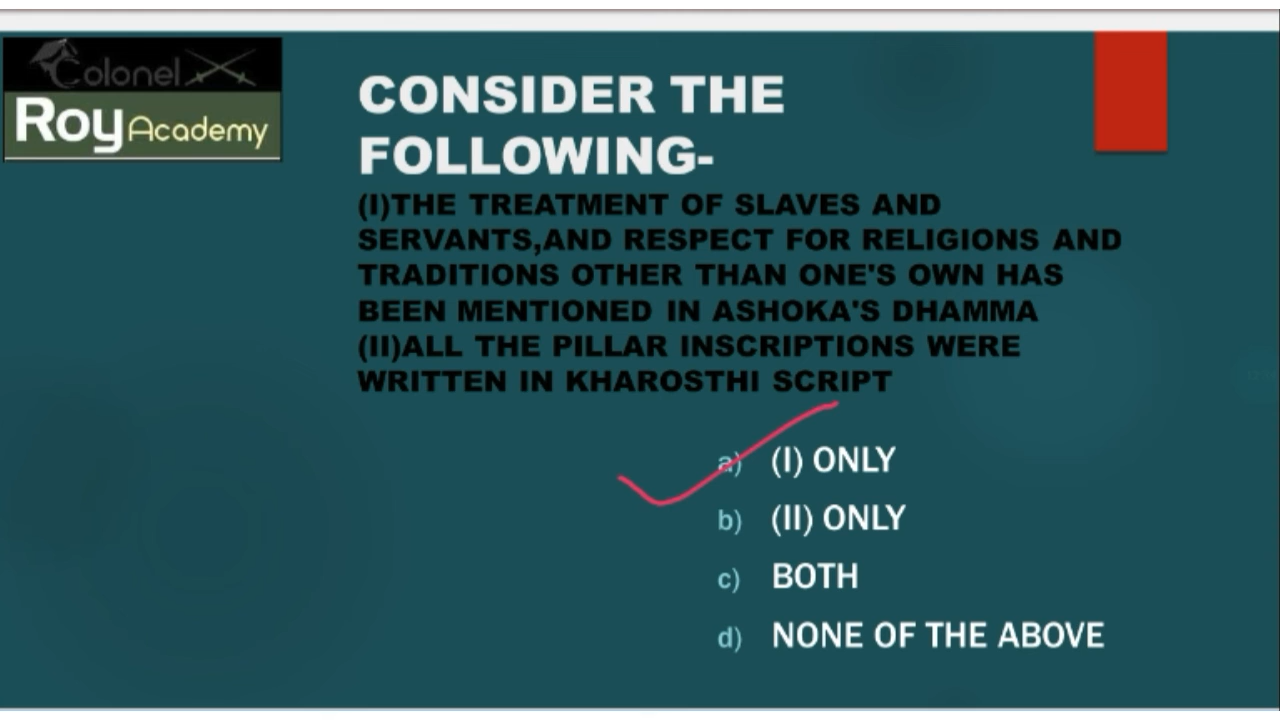 Colonel
Roy Academy
CONSIDER THE
FOLLOWING-
(I)THE TREATMENT OF SLAVES AND
SERVANTS,AND RESPECT FOR RELIGIONS AND
TRADITIONS OTHER THAN ONE'S OWN HAS
BEEN MENTIONED IN ASHOKA'S DHAMMA
(II)ALL THE PILLAR INSCRIPTIONS WERE
WRITTEN IN KHAROSTHI SCRIPT
a) (I) ONLY
b) (II) ONLY
c) BOTH
d) NONE OF THE ABOVE